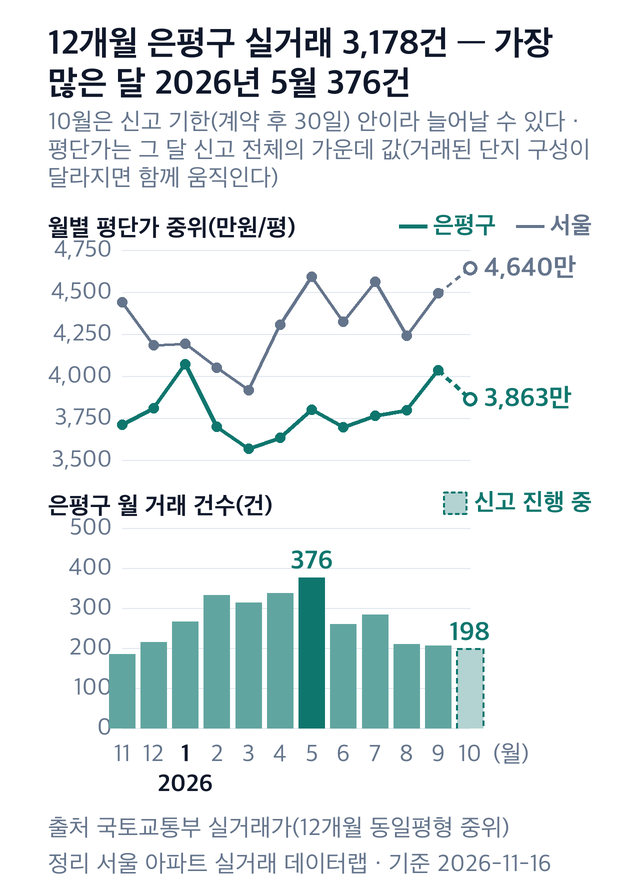 12개월 은평구 실거래 3,178건 — 가장
많은 달 2026년 5월 376건
10월은 신고 기한(계약 후 30일) 안이라 늘어날 수 있다 ·
평단가는 그 달 신고 전체의 가운데 값(거래된 단지 구성이
달라지면 함께 움직인다)
월별 평단가 중위(만원/평)
은평구 서울
4,750
4,500
4,250
4,000
3,750
3,500
4,640만
3,863만
은평구 월 거래 건수(건)
신고 진행 중
500
400
300
200
100
0
376
198
11 12 1 2 3 4 5 6 7 8 9 10 (월)
2026
출처 국토교통부 실거래가(12개월 동일평형 중위)
정리 서울 아파트 실거래 데이터랩 · 기준 2026-11-16